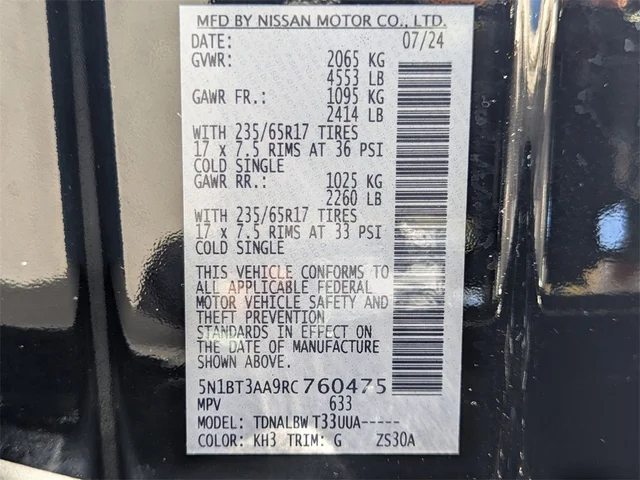 MFD BY NISSAN MOTOR CO., LTD.
DATE: 07/24
GVWR: 2065 KG
4553 LB
GAWR FR.: 1095 KG
2414 LB
WITH 235/65R17 TIRES
17 x 7.5 RIMS AT 36 PSI
COLD SINGLE
GAWR RR.: 1025 KG
2260 LB
WITH 235/65R17 TIRES
17 x 7.5 RIMS AT 33 PSI
COLD SINGLE
THIS VEHICLE CONFORMS TO
ALL APPLICABLE FEDERAL
MOTOR VEHICLE SAFETY AND
THEFT PREVENTION
STANDARDS IN EFFECT ON
THE DATE OF MANUFACTURE
SHOWN ABOVE.
5N1BT3AA9RC760475
MPV 633
MODEL: TDNALBW T33UUA-----
COLOR: KH3 TRIM: G ZS30A